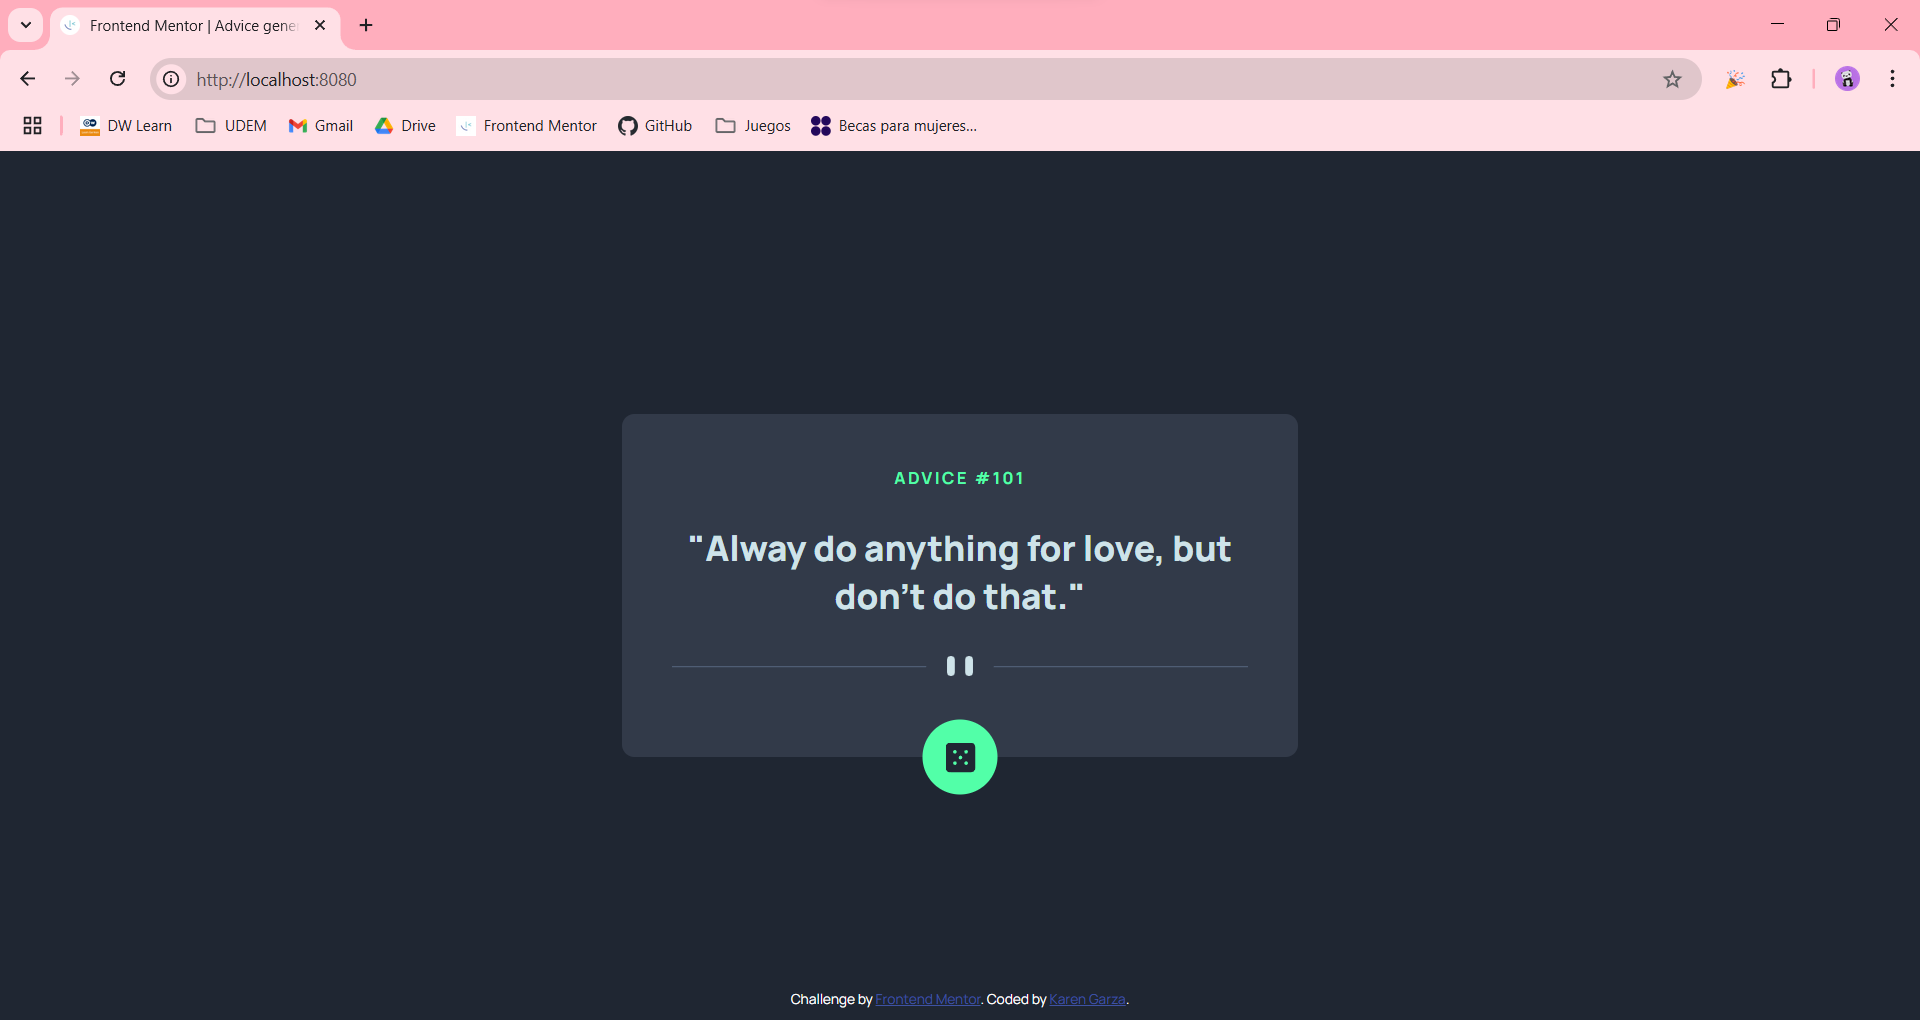 Frontend Mentor | Advice gene
http://localhost:8080
DW Learn UDEM Gmail Drive Frontend Mentor GitHub Juegos Becas para mujeres...
ADVICE #101
"Alway do anything for love, but
don't do that."
Challenge by Frontend Mentor. Coded by Karen Garza.